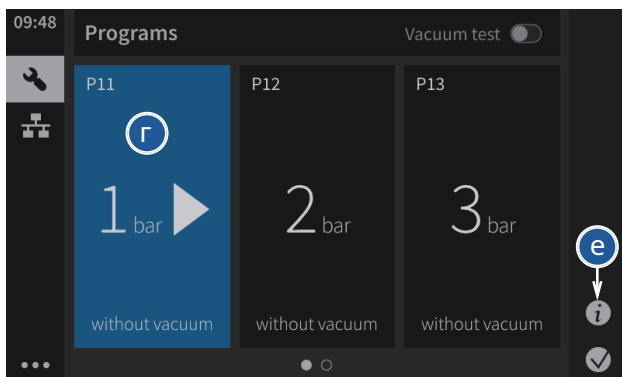 09:48
Programs
Vacuum test
P11
P12
P13
г
1 bar
2 bar
3 bar
е
i
without vacuum
without vacuum
without vacuum